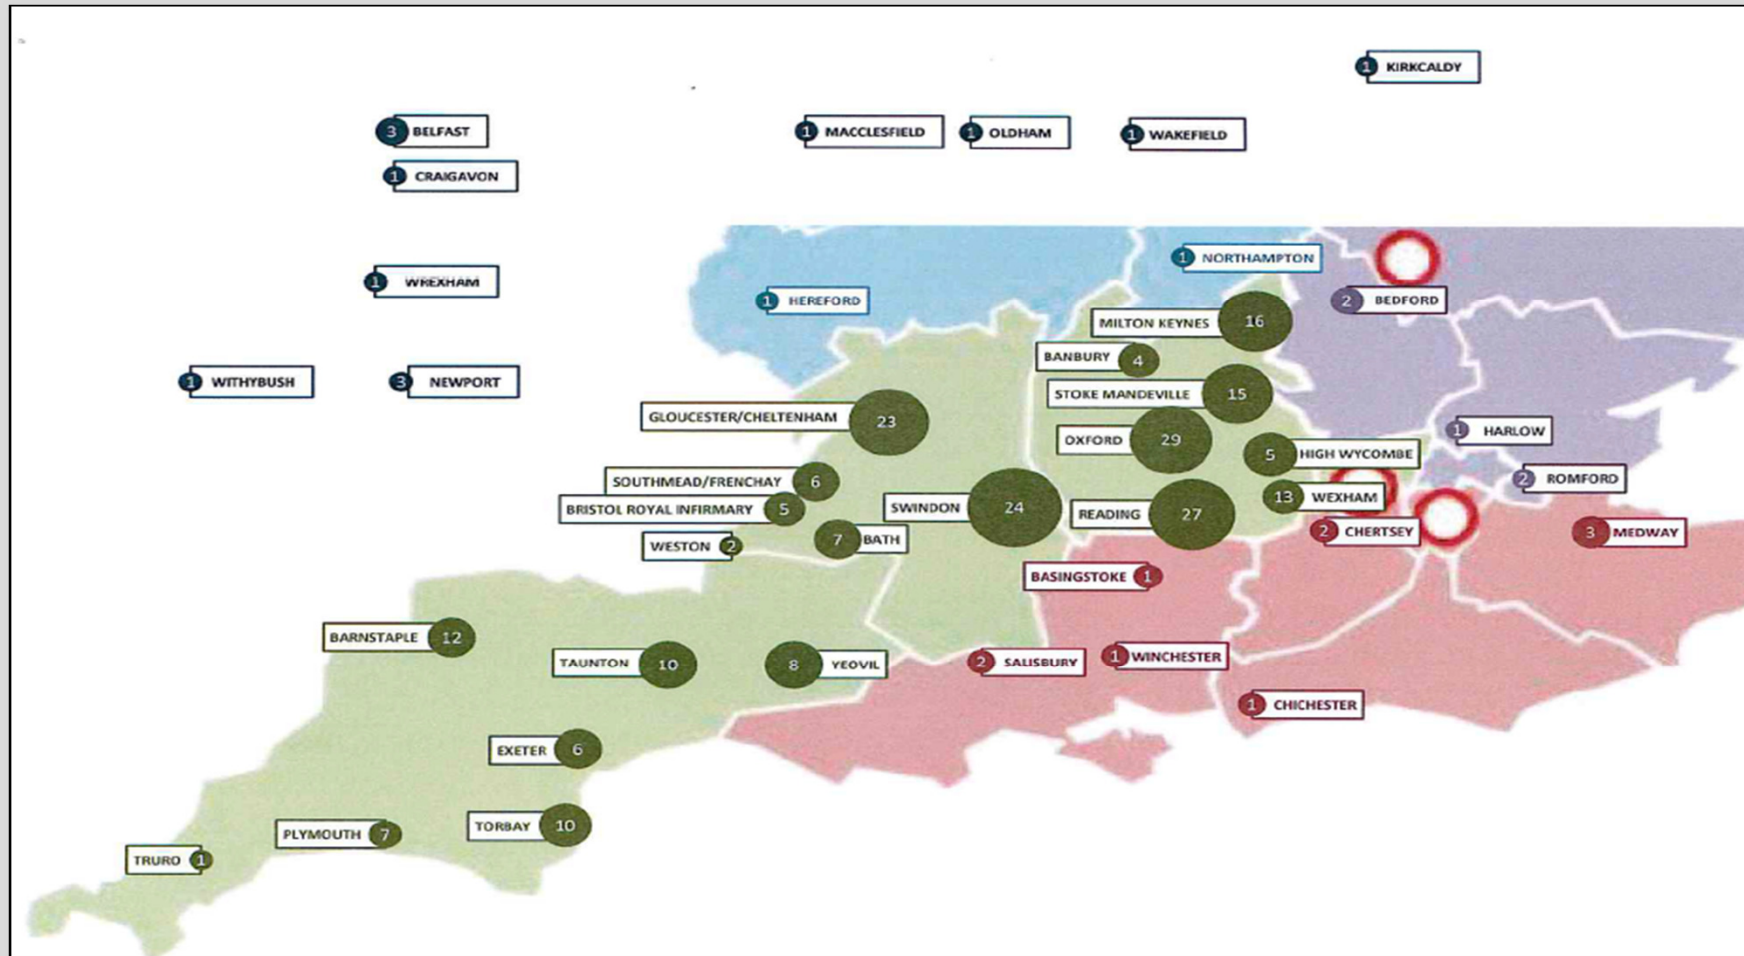 1 KIRKCALDY
3 BELFAST
1 MACCLESFIELD
1 OLDHAM
1 WAKEFIELD
1 CRAIGAVON
1 NORTHAMPTON
1 WREXHAM
1 HEREFORD
2 BEDFORD
MILTON KEYNES 16
BANBURY 4
1 WITHYBUSH
3 NEWPORT
STOKE MANDEVILLE 15
GLOUCESTER/CHELTENHAM 23
OXFORD 29
1 HARLOW
5 HIGH WYCOMBE
SOUTHMEAD/FRENCHAY 6
2 ROMFORD
13 WEXHAM
BRISTOL ROYAL INFIRMARY 5
SWINDON 24
READING 27
2 CHERTSEY
3 MEDWAY
WESTON 2
7 BATH
BASINGSTOKE 1
BARNSTAPLE 12
TAUNTON 10
8 YEOVIL
2 SALISBURY
1 WINCHESTER
1 CHICHESTER
EXETER 6
TORBAY 10
PLYMOUTH 7
TRURO 1